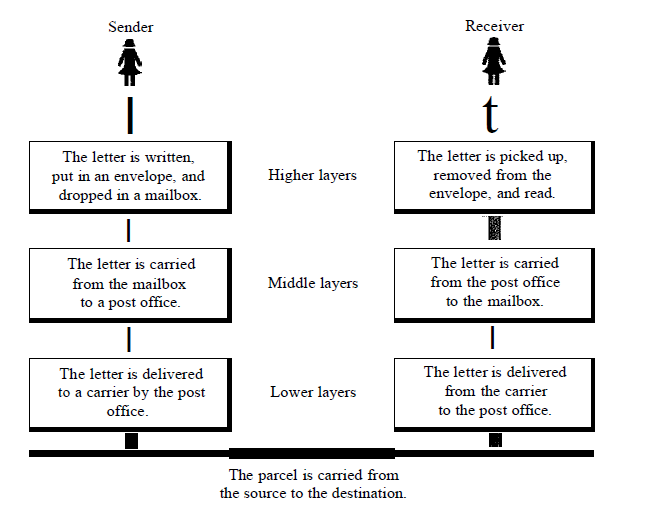 Sender
Receiver
t
The letter is written,
put in an envelope, and
dropped in a mailbox.
Higher layers
The letter is picked up,
removed from the
envelope, and read.
The letter is carried
from the mailbox
to a post office.
Middle layers
The letter is carried
from the post office
to the mailbox.
The letter is delivered
to a carrier by the post
office.
Lower layers
The letter is delivered
from the carrier
to the post office.
The parcel is carried from
the source to the destination.